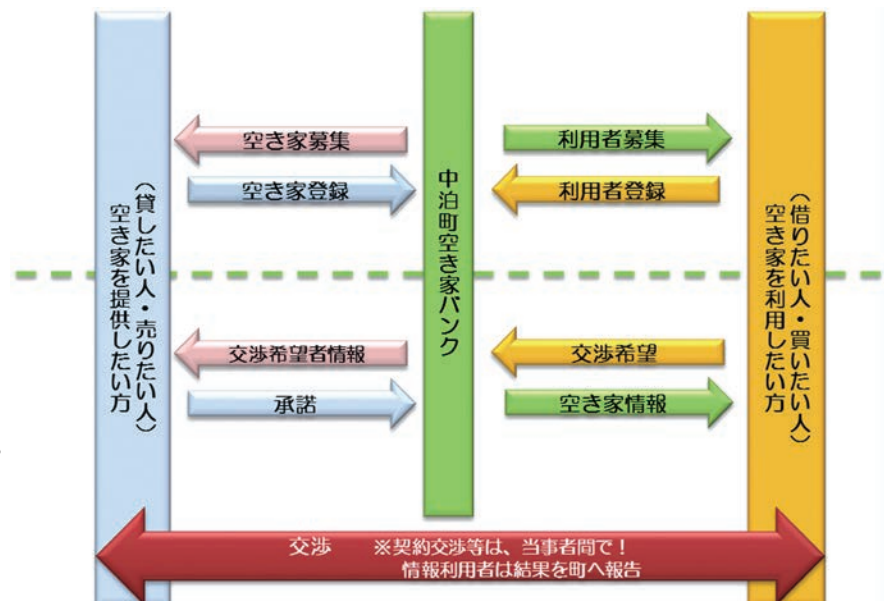 空き家募集
利用者募集
空き家登録
利用者登録
空き家を提供したい方
（貸したい人・売りたい人）
中泊町空き家バンク
空き家を利用したい方
（借りたい人・買いたい人）
交渉希望者情報
交渉希望
承諾
空き家情報
交渉 ※契約交渉等は、当事者間で！
情報利用者は結果を町へ報告